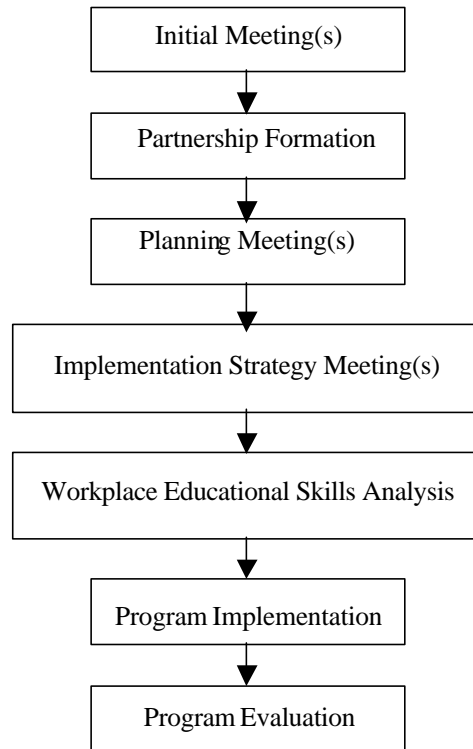 Initial Meeting(s)
Partnership Formation
Planning Meeting(s)
Implementation Strategy Meeting(s)
Workplace Educational Skills Analysis
Program Implementation
Program Evaluation